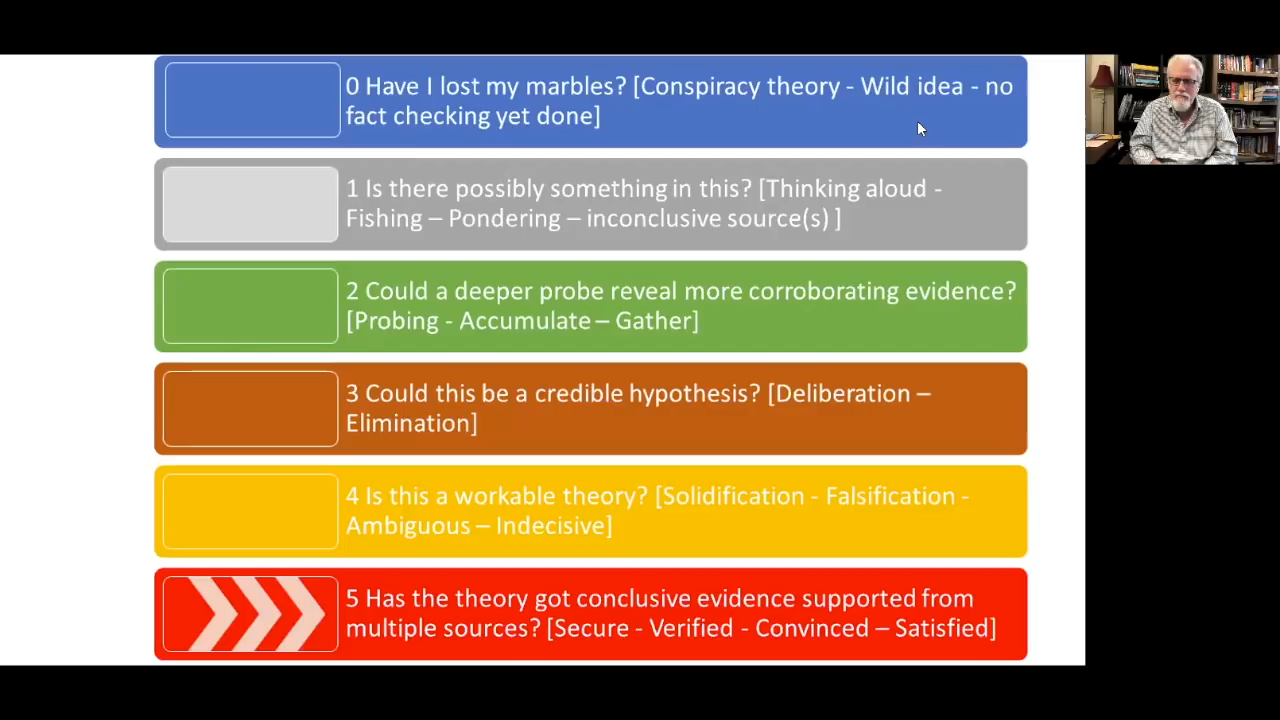 0 Have I lost my marbles? [Conspiracy theory - Wild idea - no
fact checking yet done]
1 Is there possibly something in this? [Thinking aloud -
Fishing – Pondering – inconclusive source(s) ]
2 Could a deeper probe reveal more corroborating evidence?
[Probing - Accumulate – Gather]
3 Could this be a credible hypothesis? [Deliberation –
Elimination]
4 Is this a workable theory? [Solidification - Falsification -
Ambiguous – Indecisive]
5 Has the theory got conclusive evidence supported from
multiple sources? [Secure - Verified - Convinced – Satisfied]